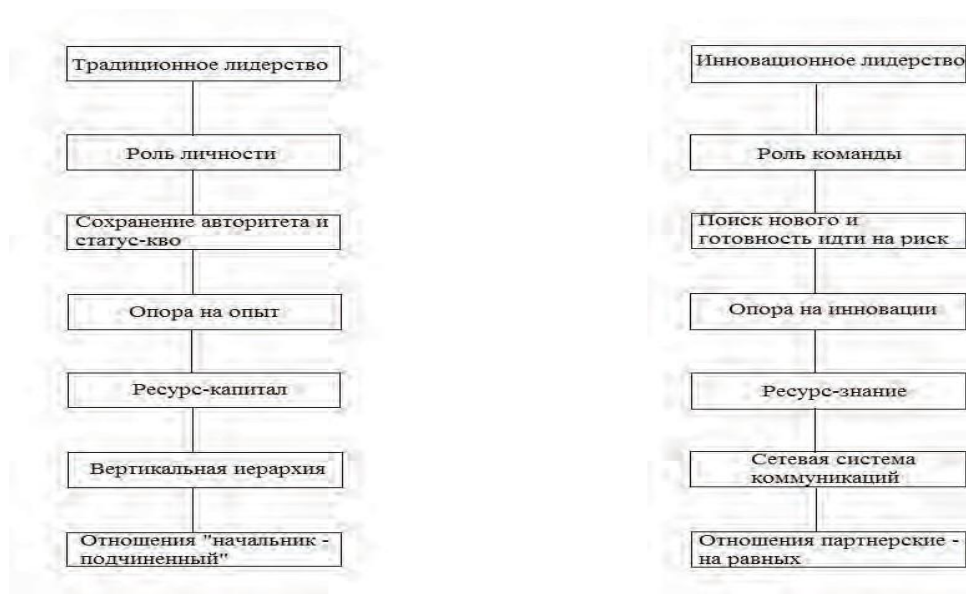 Традиционное лидерство
Роль личности
Сохранение авторитета и
статус-кво
Опора на опыт
Ресурс-капитал
Вертикальная иерархия
Отношения "начальник -
подчиненный"
Инновационное лидерство
Роль команды
Поиск нового и
готовность идти на риск
Опора на инновации
Ресурс-знание
Сетевая система
коммуникаций
Отношения партнерские -
на равных